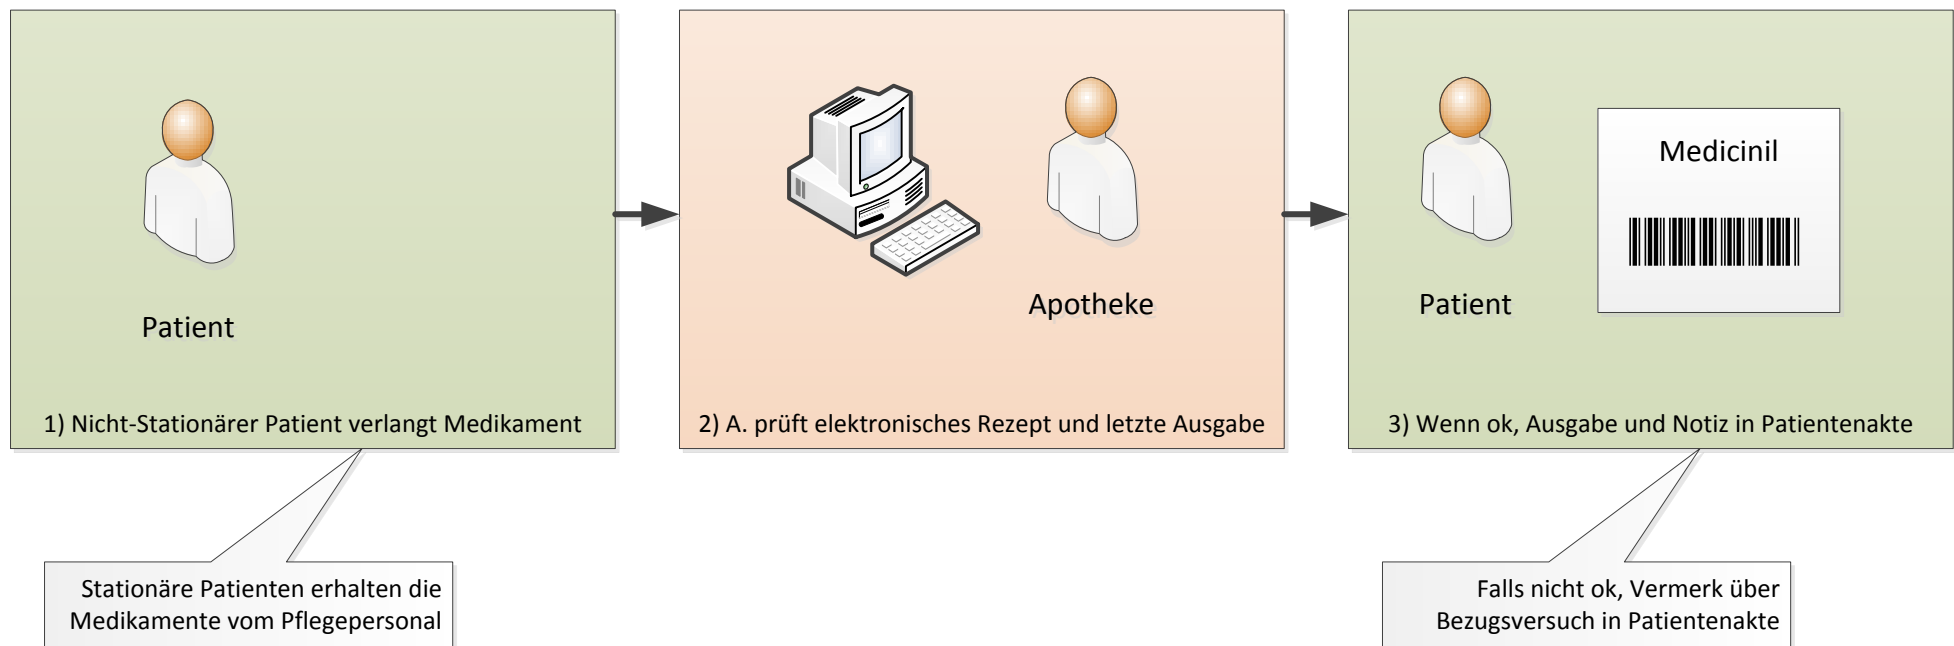 Patient
1) Nicht-Stationärer Patient verlangt Medikament
Stationäre Patienten erhalten die
Medikamente vom Pflegepersonal
Apotheke
2) A. prüft elektronisches Rezept und letzte Ausgabe
Patient
Medicinil
3) Wenn ok, Ausgabe und Notiz in Patientenakte
Falls nicht ok, Vermerk über
Bezugsversuch in Patientenakte